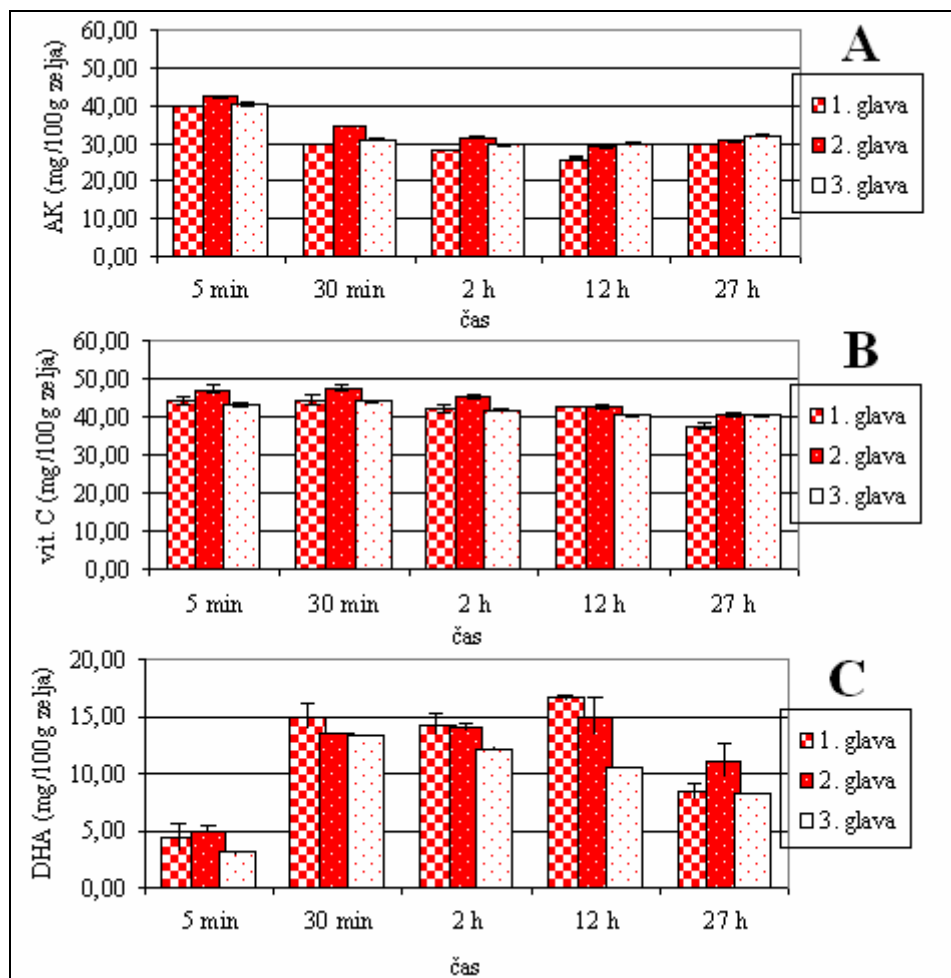 A
AK (mg/100g zelja)
60,00
50,00
40,00
30,00
20,00
10,00
0,00
5 min 30 min 2 h 12 h 27 h
čas
1. glava
2. glava
3. glava
B
vit. C (mg/100g zelja)
60,00
50,00
40,00
30,00
20,00
10,00
0,00
5 min 30 min 2 h 12 h 27 h
čas
1. glava
2. glava
3. glava
C
DHA (mg/100g zelja)
20,00
15,00
10,00
5,00
0,00
5 min 30 min 2 h 12 h 27 h
čas
1. glava
2. glava
3. glava